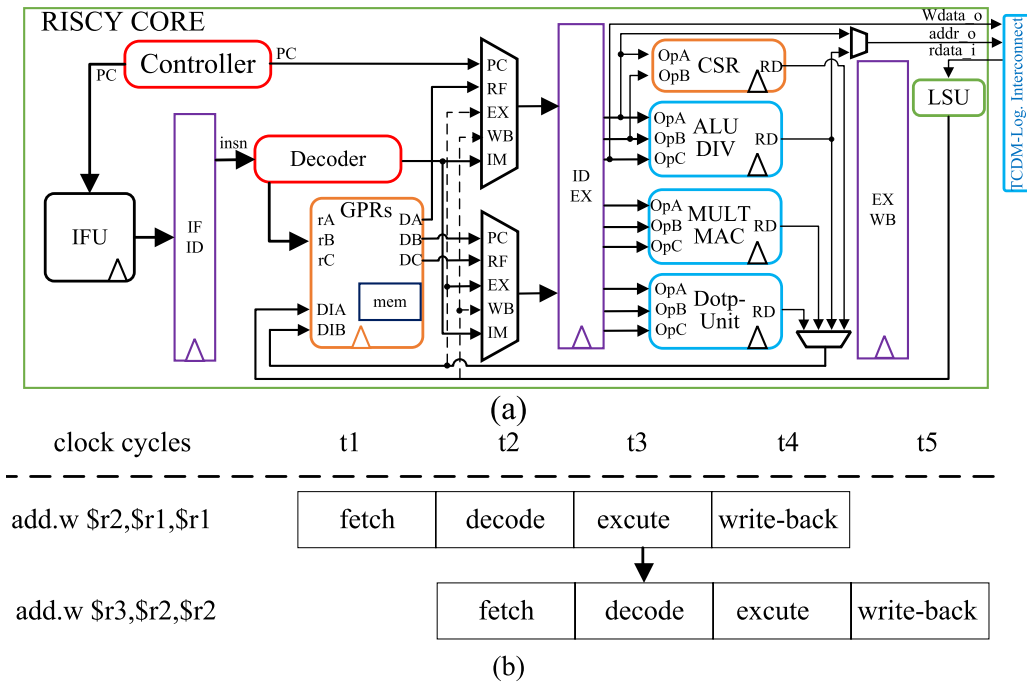 RISCY CORE
Controller
PC
PC
IFU
IF
ID
insn
Decoder
GPRs
rA
rB
rC
DA
DB
DC
mem
DIA
DIB
PC
RF
EX
WB
IM
PC
RF
EX
WB
IM
ID
EX
OpA
OpB
CSR
RD
OpA
OpB
OpC
ALU
DIV
RD
OpA
OpB
OpC
MULT
MAC
RD
OpA
OpB
OpC
Dotp-
Unit
RD
EX
WB
Wdata_o
addr_o
rdata_i
LSU
TCDM-Log. Interconnect
(a)
clock cycles t1 t2 t3 t4 t5
add.w $r2,$r1,$r1 fetch decode excute write-back
add.w $r3,$r2,$r2 fetch decode excute write-back
(b)